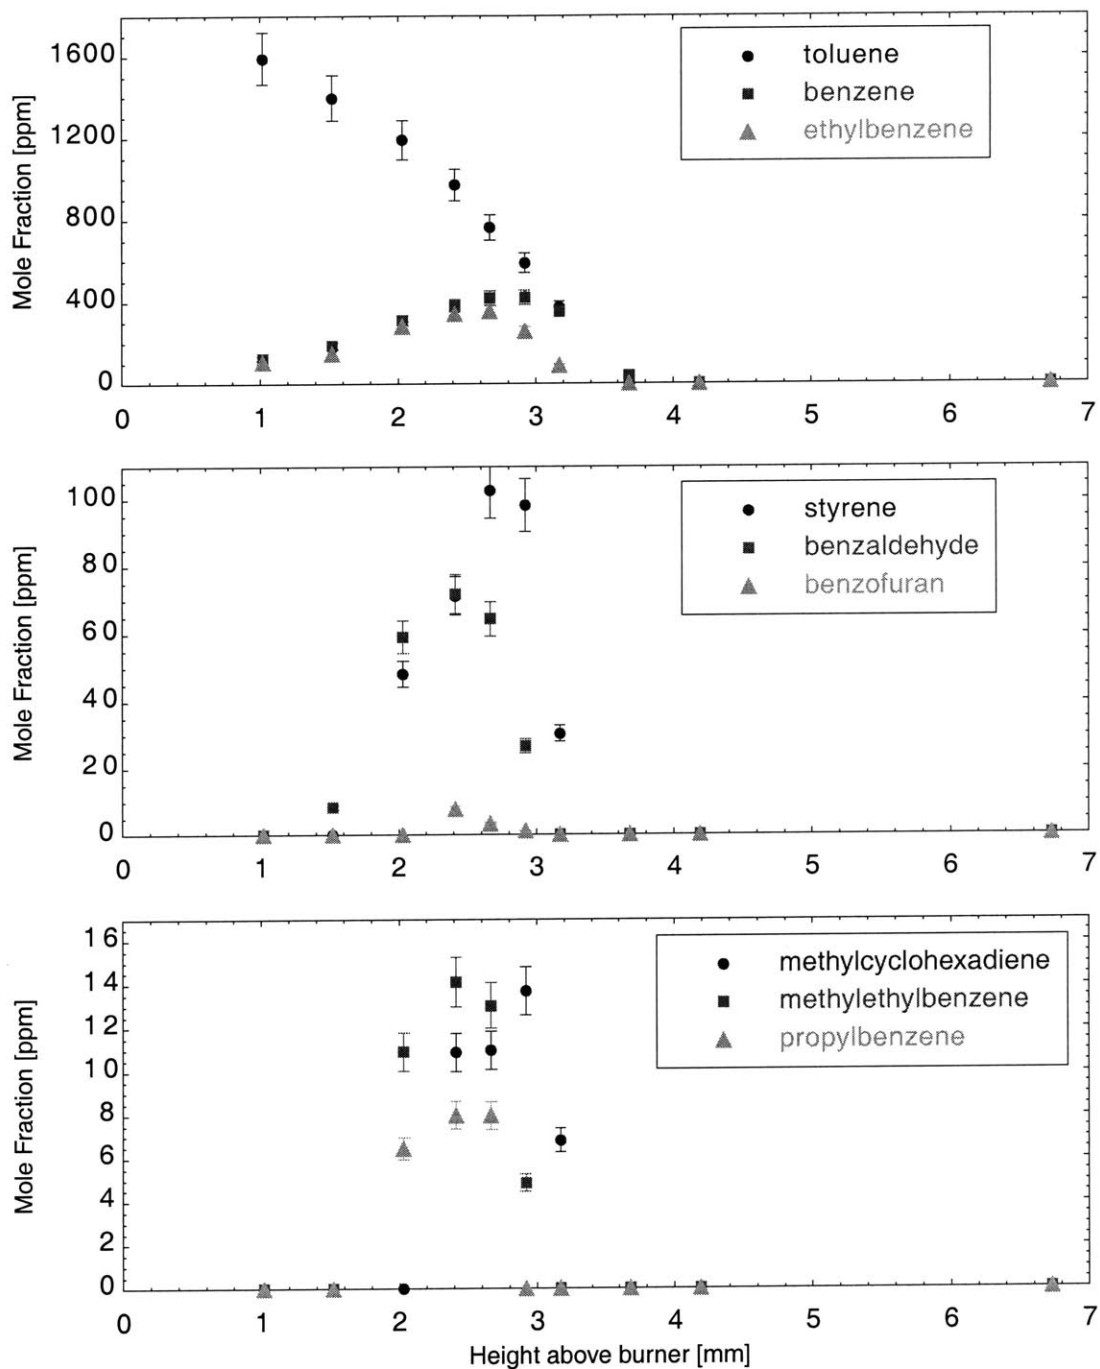 Mole Fraction [ppm]
1600
1200
800
400
0
0 1 2 3 4 5 6 7
toluene
benzene
ethylbenzene
Mole Fraction [ppm]
100
80
60
40
20
0
0 1 2 3 4 5 6 7
styrene
benzaldehyde
benzofuran
Mole Fraction [ppm]
16
14
12
10
8
6
4
2
0
0 1 2 3 4 5 6 7
methylcyclohexadiene
methylethylbenzene
propylbenzene
Height above burner [mm]